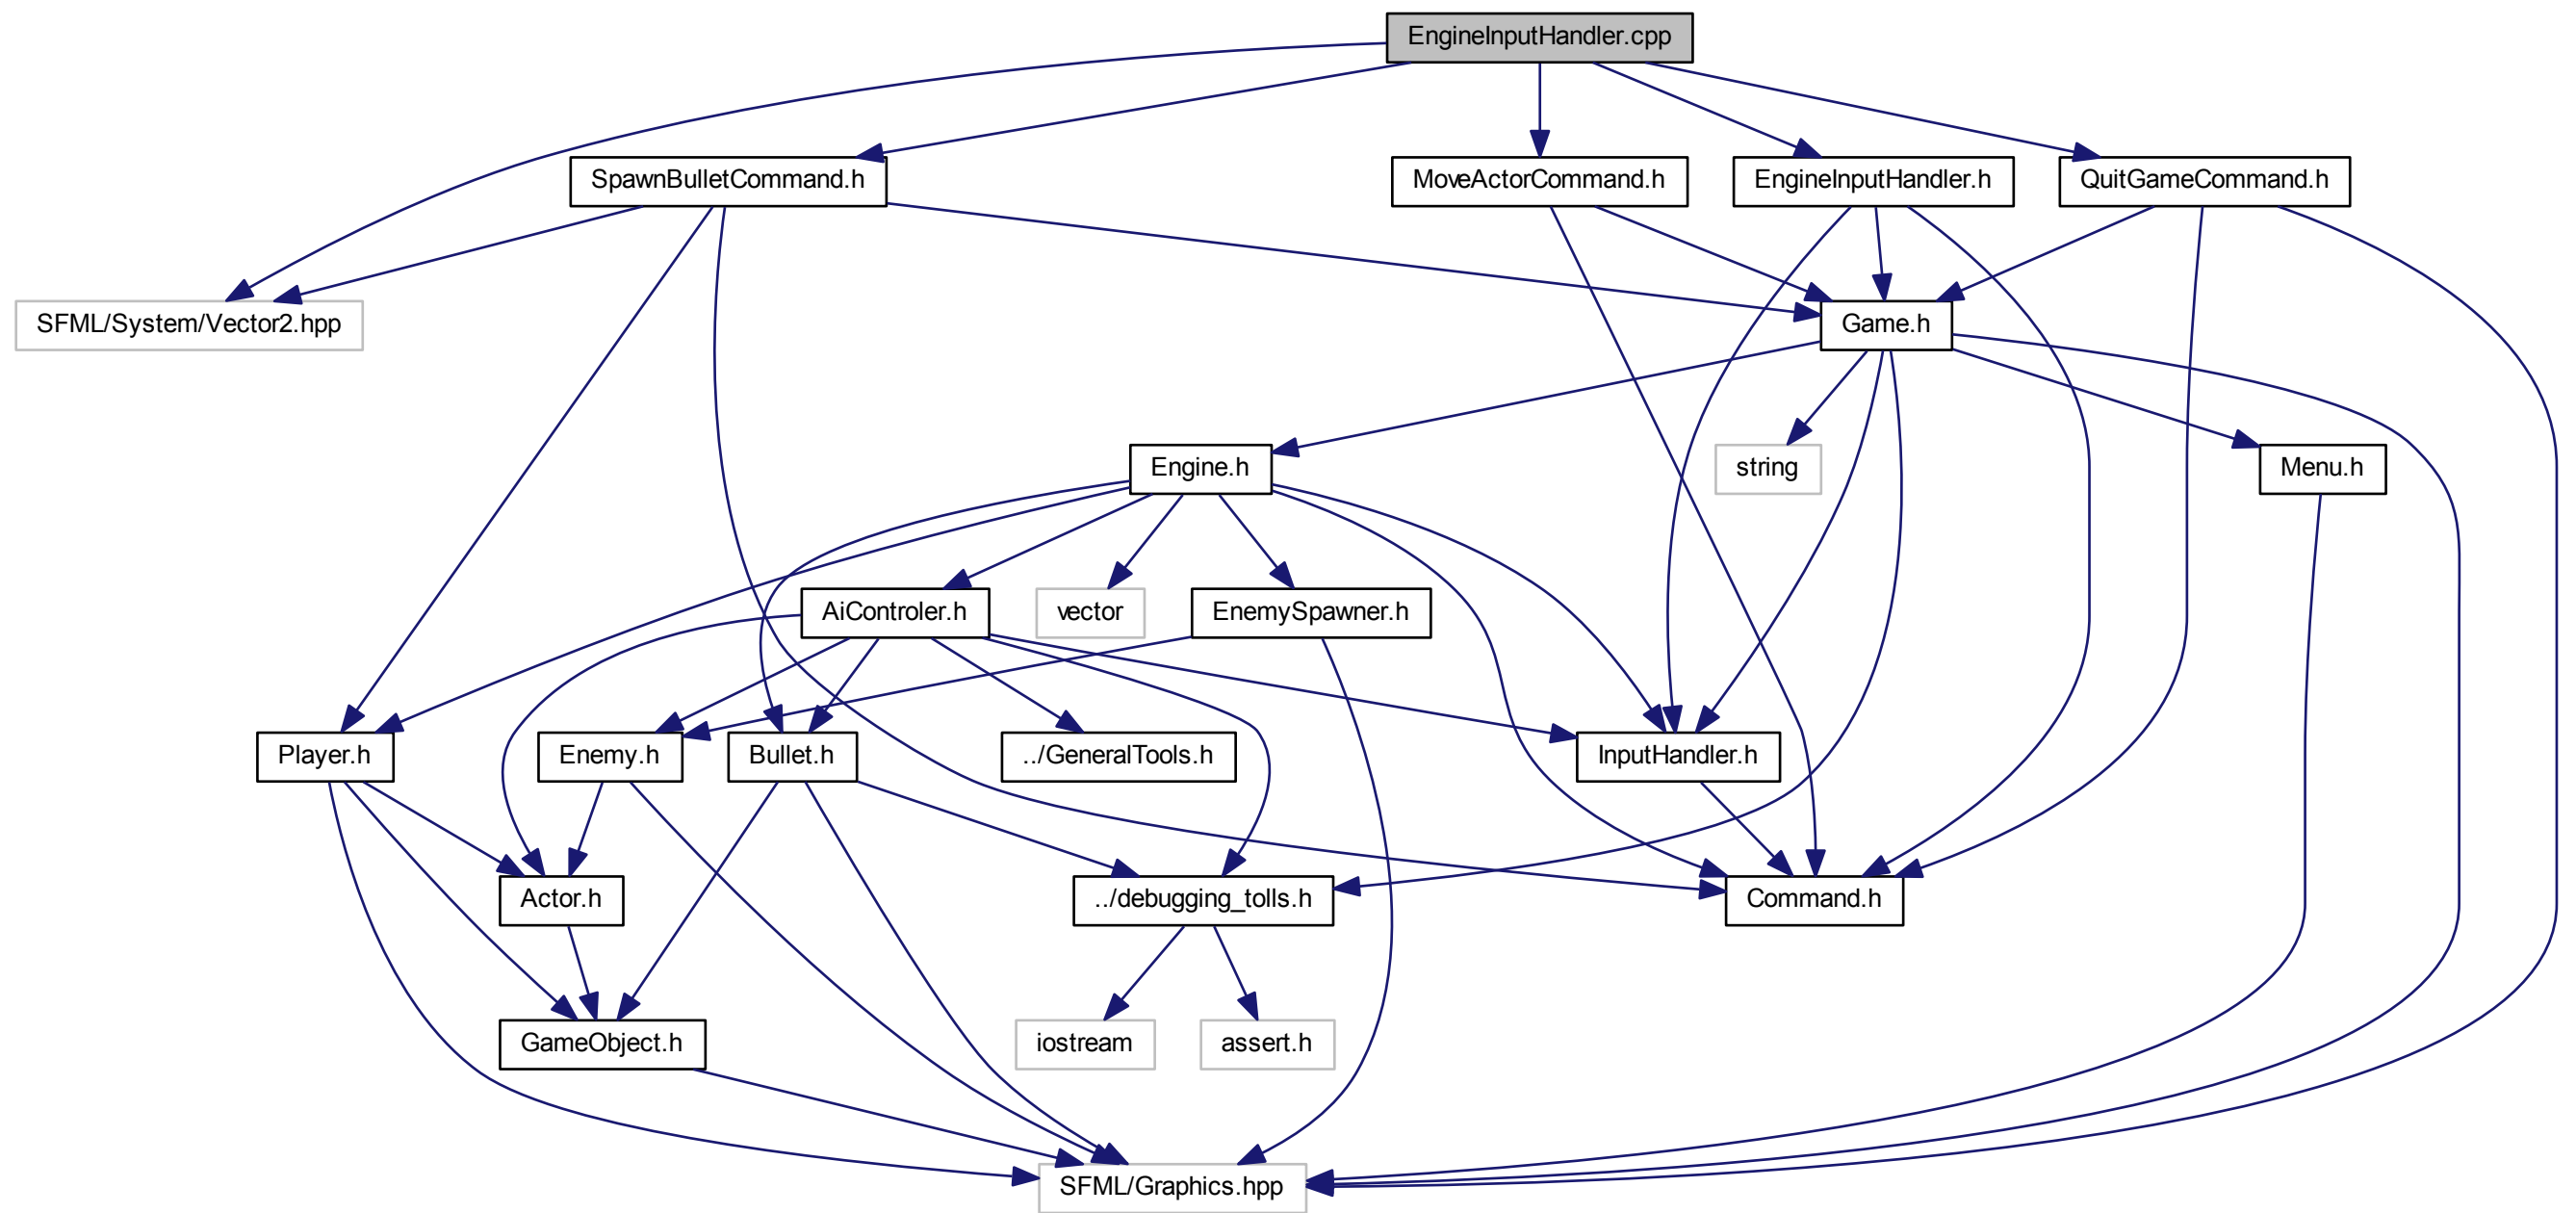 EngineInputHandler.cpp
SpawnBulletCommand.h
MoveActorCommand.h
EngineInputHandler.h
QuitGameCommand.h
SFML/System/Vector2.hpp
Game.h
Engine.h
string
Menu.h
AiControler.h
vector
EnemySpawner.h
Player.h
Enemy.h
Bullet.h
../GeneralTools.h
InputHandler.h
Actor.h
../debugging_tolls.h
Command.h
GameObject.h
iostream
assert.h
SFML/Graphics.hpp